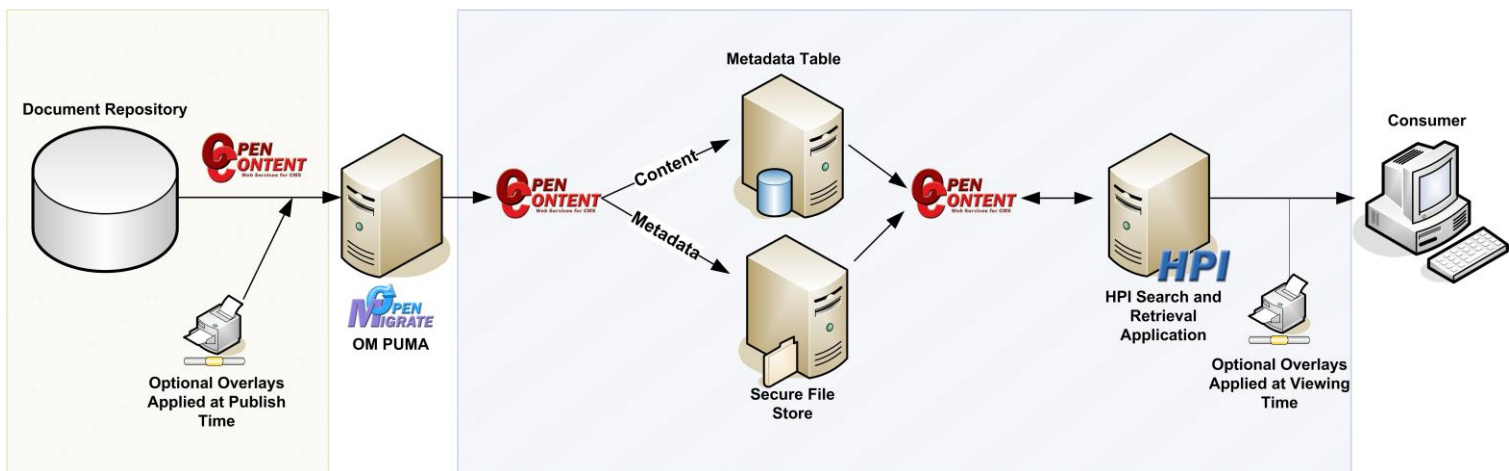 Document Repository
OPEN
CONTENT
Web Services for CMS
Optional Overlays
Applied at Publish
Time
OPEN
MIGRATE
OM PUMA
OPEN
CONTENT
Web Services for CMS
Content
Metadata
Metadata Table
Secure File
Store
OPEN
CONTENT
Web Services for CMS
HPI
HPI Search and
Retrieval
Application
Optional Overlays
Applied at Viewing
Time
Consumer